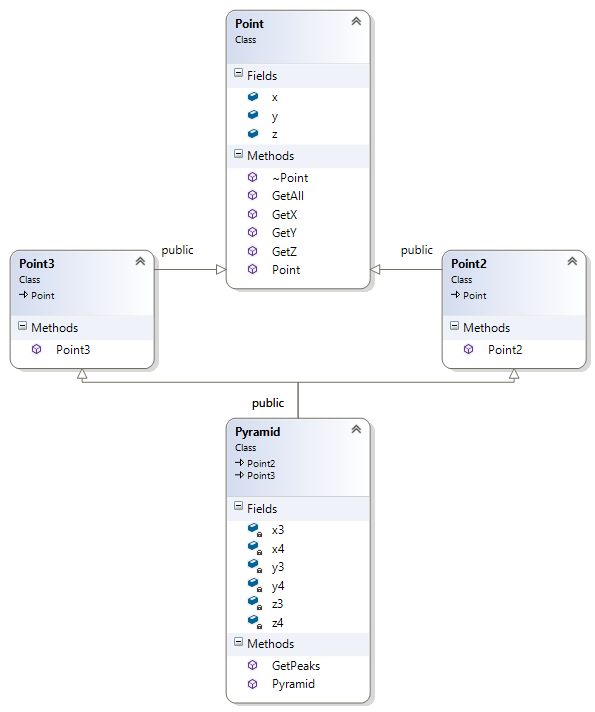 Point
Class
Fields
x
y
z
Methods
~Point
GetAll
GetX
GetY
GetZ
Point
public
public
Point3
Class
Point
Methods
Point3
Point2
Class
Point
Methods
Point2
public
Pyramid
Class
Point2
Point3
Fields
x3
x4
y3
y4
z3
z4
Methods
GetPeaks
Pyramid